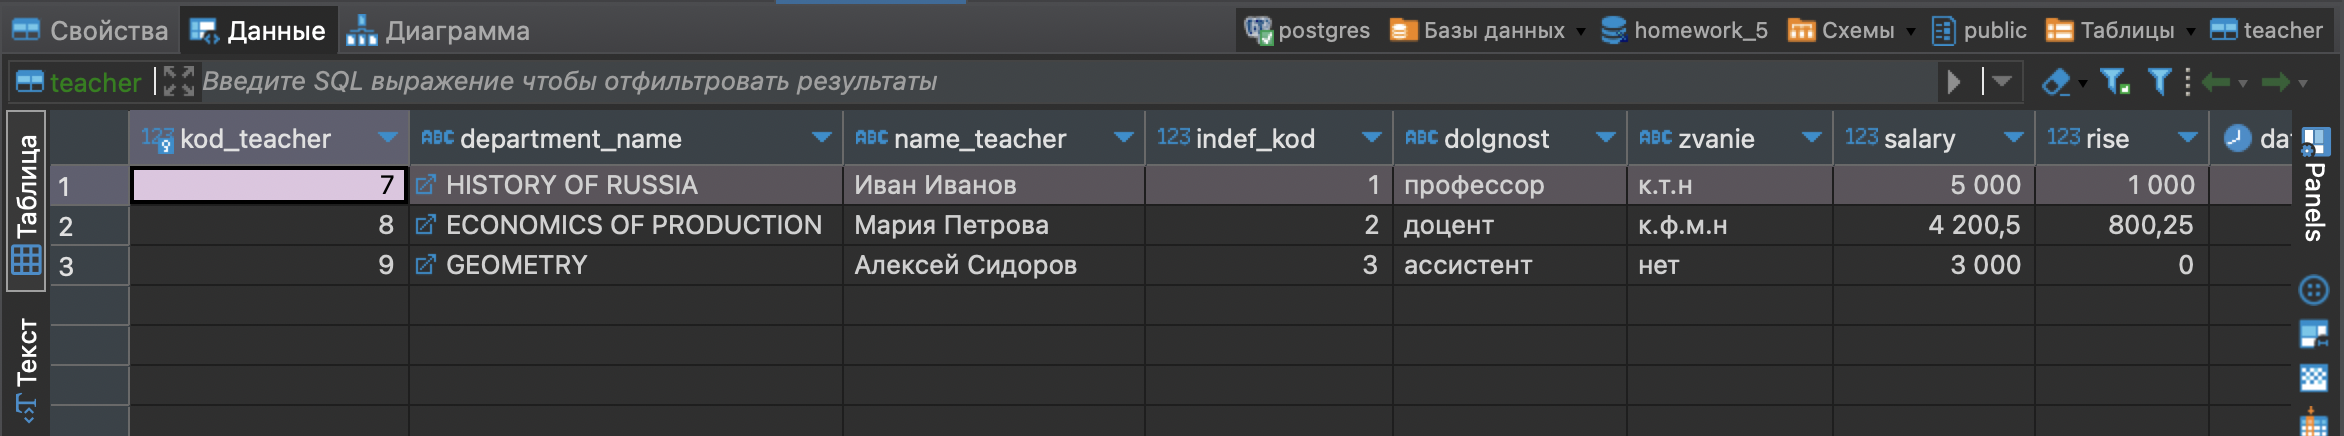 Свойства Данные Диаграмма postgres Базы данных homework_5 Схемы public Таблицы teacher
teacher Введите SQL выражение чтобы отфильтровать результаты
Таблица
Текст
123 kod_teacher ABC department_name ABC name_teacher 123 indef_kod ABC dolgnost ABC zvanie 123 salary 123 rise dat
1 7 HISTORY OF RUSSIA Иван Иванов 1 профессор к.т.н 5 000 1 000
2 8 ECONOMICS OF PRODUCTION Мария Петрова 2 доцент к.ф.м.н 4 200,5 800,25
3 9 GEOMETRY Алексей Сидоров 3 ассистент нет 3 000 0
Panels